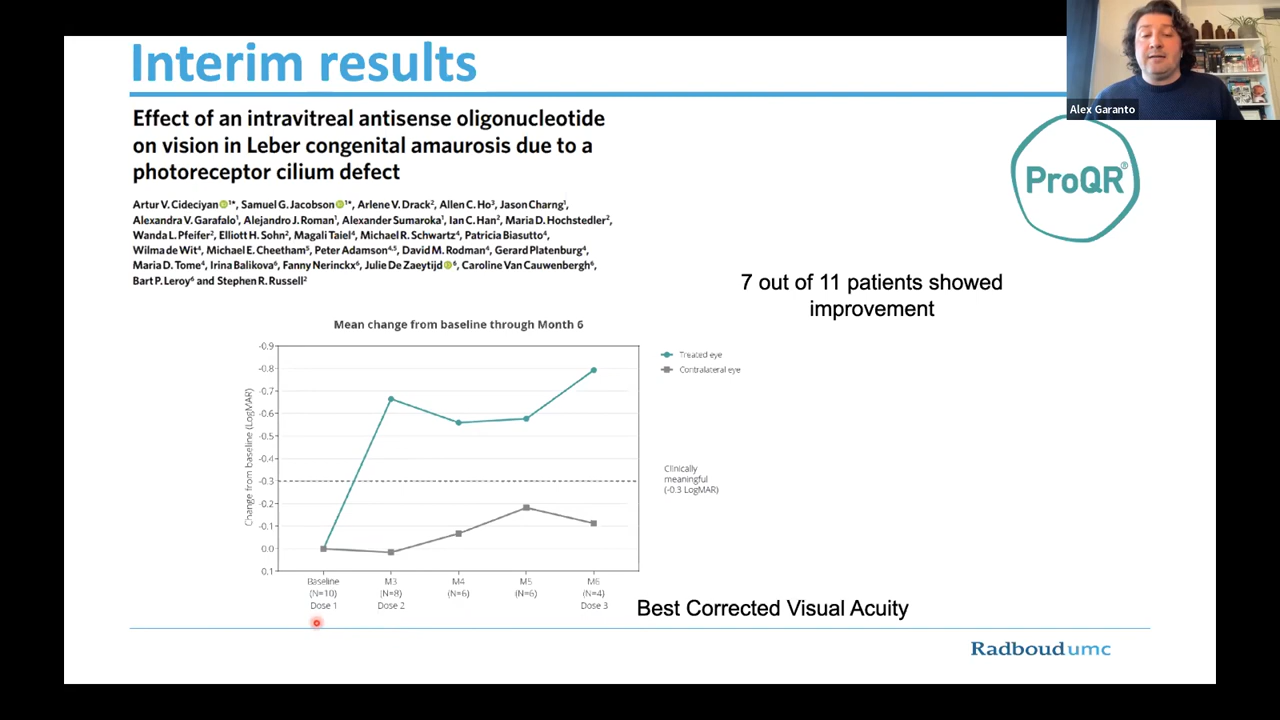 Interim results
Alex Garanto
Effect of an intravitreal antisense oligonucleotide
on vision in Leber congenital amaurosis due to a
photoreceptor cilium defect
ProQR®
Artur V. Cideciyan 1*, Samuel G. Jacobson 1*, Arlene V. Drack2, Allen C. Ho3, Jason Charng1,
Alexandra V. Garafalo1, Alejandro J. Roman1, Alexander Sumaroka1, Ian C. Han2, Maria D. Hochstedler2,
Wanda L. Pfeifer2, Elliott H. Sohn2, Magali Taiel4, Michael R. Schwartz4, Patricia Biasutto4,
Wilma de Wit4, Michael E. Cheetham5, Peter Adamson4,5, David M. Rodman4, Gerard Platenburg4,
Maria D. Tome4, Irina Balikova6, Fanny Nerinckx6, Julie De Zaeytijd 6, Caroline Van Cauwenbergh6,
Bart P. Leroy6 and Stephen R. Russell2
7 out of 11 patients showed
improvement
Mean change from baseline through Month 6
Change from baseline (LogMAR)
-0.9
-0.8
-0.7
-0.6
-0.5
-0.4
-0.3
-0.2
-0.1
0.0
0.1
Treated eye
Contralateral eye
Clinically
meaningful
(-0.3 LogMAR)
Baseline M3 M4 M5 M6
(N=10) (N=8) (N=6) (N=6) (N=4)
Dose 1 Dose 2 Dose 3
Best Corrected Visual Acuity
Radboudumc